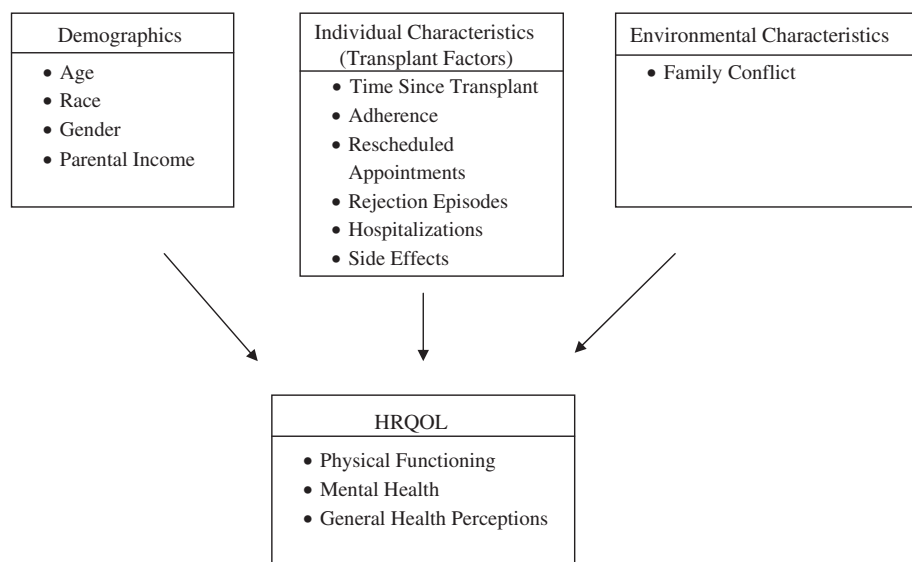 Demographics
• Age
• Race
• Gender
• Parental Income
Individual Characteristics
(Transplant Factors)
• Time Since Transplant
• Adherence
• Rescheduled
Appointments
• Rejection Episodes
• Hospitalizations
• Side Effects
Environmental Characteristics
• Family Conflict
HRQOL
• Physical Functioning
• Mental Health
• General Health Perceptions